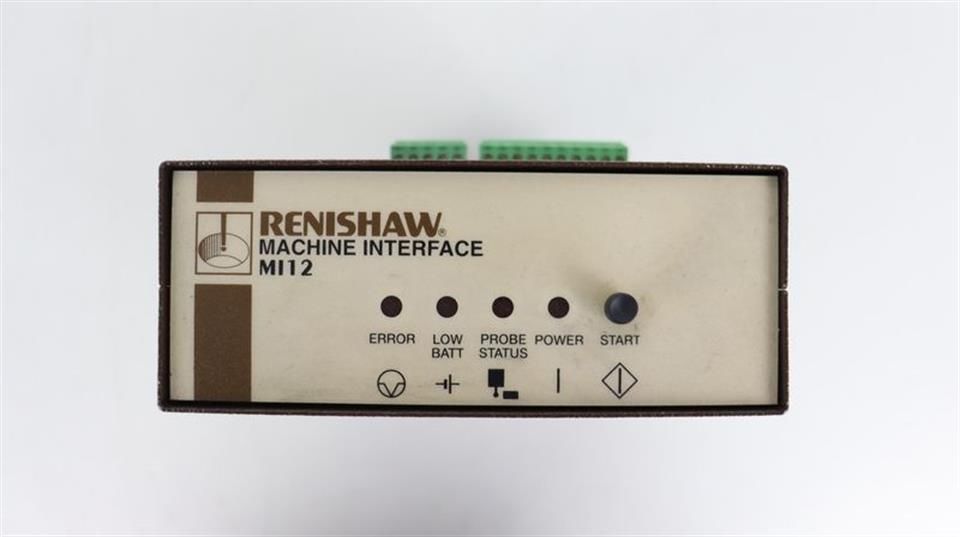 RENISHAW®
MACHINE INTERFACE
MI12
ERROR LOW BATT PROBE STATUS POWER START